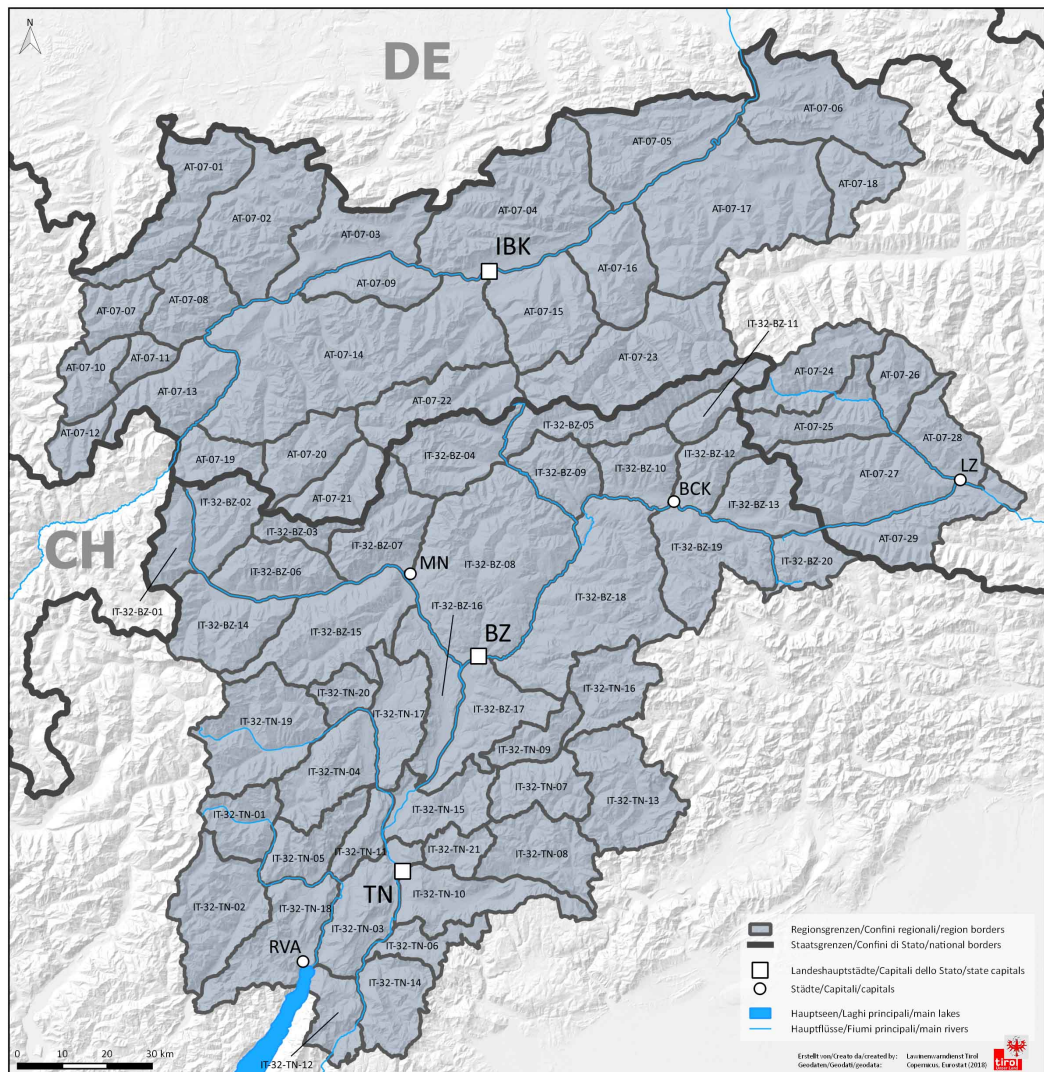 N
DE
AT-07-06
AT-07-05
AT-07-01
AT-07-18
AT-07-02
AT-07-04
AT-07-17
AT-07-03
IBK
AT-07-16
AT-07-09
AT-07-08
AT-07-07
AT-07-15
IT-32-BZ-11
AT-07-14
AT-07-11
AT-07-23
AT-07-10
AT-07-24
AT-07-26
AT-07-13
AT-07-22
AT-07-25
IT-32-BZ-05
AT-07-12
AT-07-28
AT-07-20
AT-07-19
IT-32-BZ-04
IT-32-BZ-12
IT-32-BZ-09
IT-32-BZ-10
AT-07-27
LZ
AT-07-21
BCK
IT-32-BZ-02
IT-32-BZ-13
IT-32-BZ-03
CH
AT-07-29
IT-32-BZ-07
IT-32-BZ-19
IT-32-BZ-20
MN
IT-32-BZ-08
IT-32-BZ-06
IT-32-BZ-18
IT-32-BZ-01
IT-32-BZ-16
IT-32-BZ-14
IT-32-BZ-15
BZ
IT-32-TN-16
IT-32-TN-20
IT-32-BZ-17
IT-32-TN-17
IT-32-TN-19
IT-32-TN-09
IT-32-TN-04
IT-32-TN-07
IT-32-TN-13
IT-32-TN-15
IT-32-TN-01
IT-32-TN-11
IT-32-TN-21
IT-32-TN-08
IT-32-TN-05
TN
IT-32-TN-10
IT-32-TN-02
IT-32-TN-18
IT-32-TN-03
RVA
IT-32-TN-06
IT-32-TN-14
IT-32-TN-12
0 10 20 30 km
Regionsgrenzen/Confini regionali/region borders
Staatsgrenzen/Confini di Stato/national borders
Landeshauptstädte/Capitali dello Stato/state capitals
Städte/Capitali/capitals
Hauptseen/Laghi principali/main lakes
Hauptflüsse/Fiumi principali/main rivers
Erstellt von/Creato da/created by: Lawinenwarndienst Tirol
Geodaten/Geodati/geodata: Copernicus, Eurostat (2018)
tirol